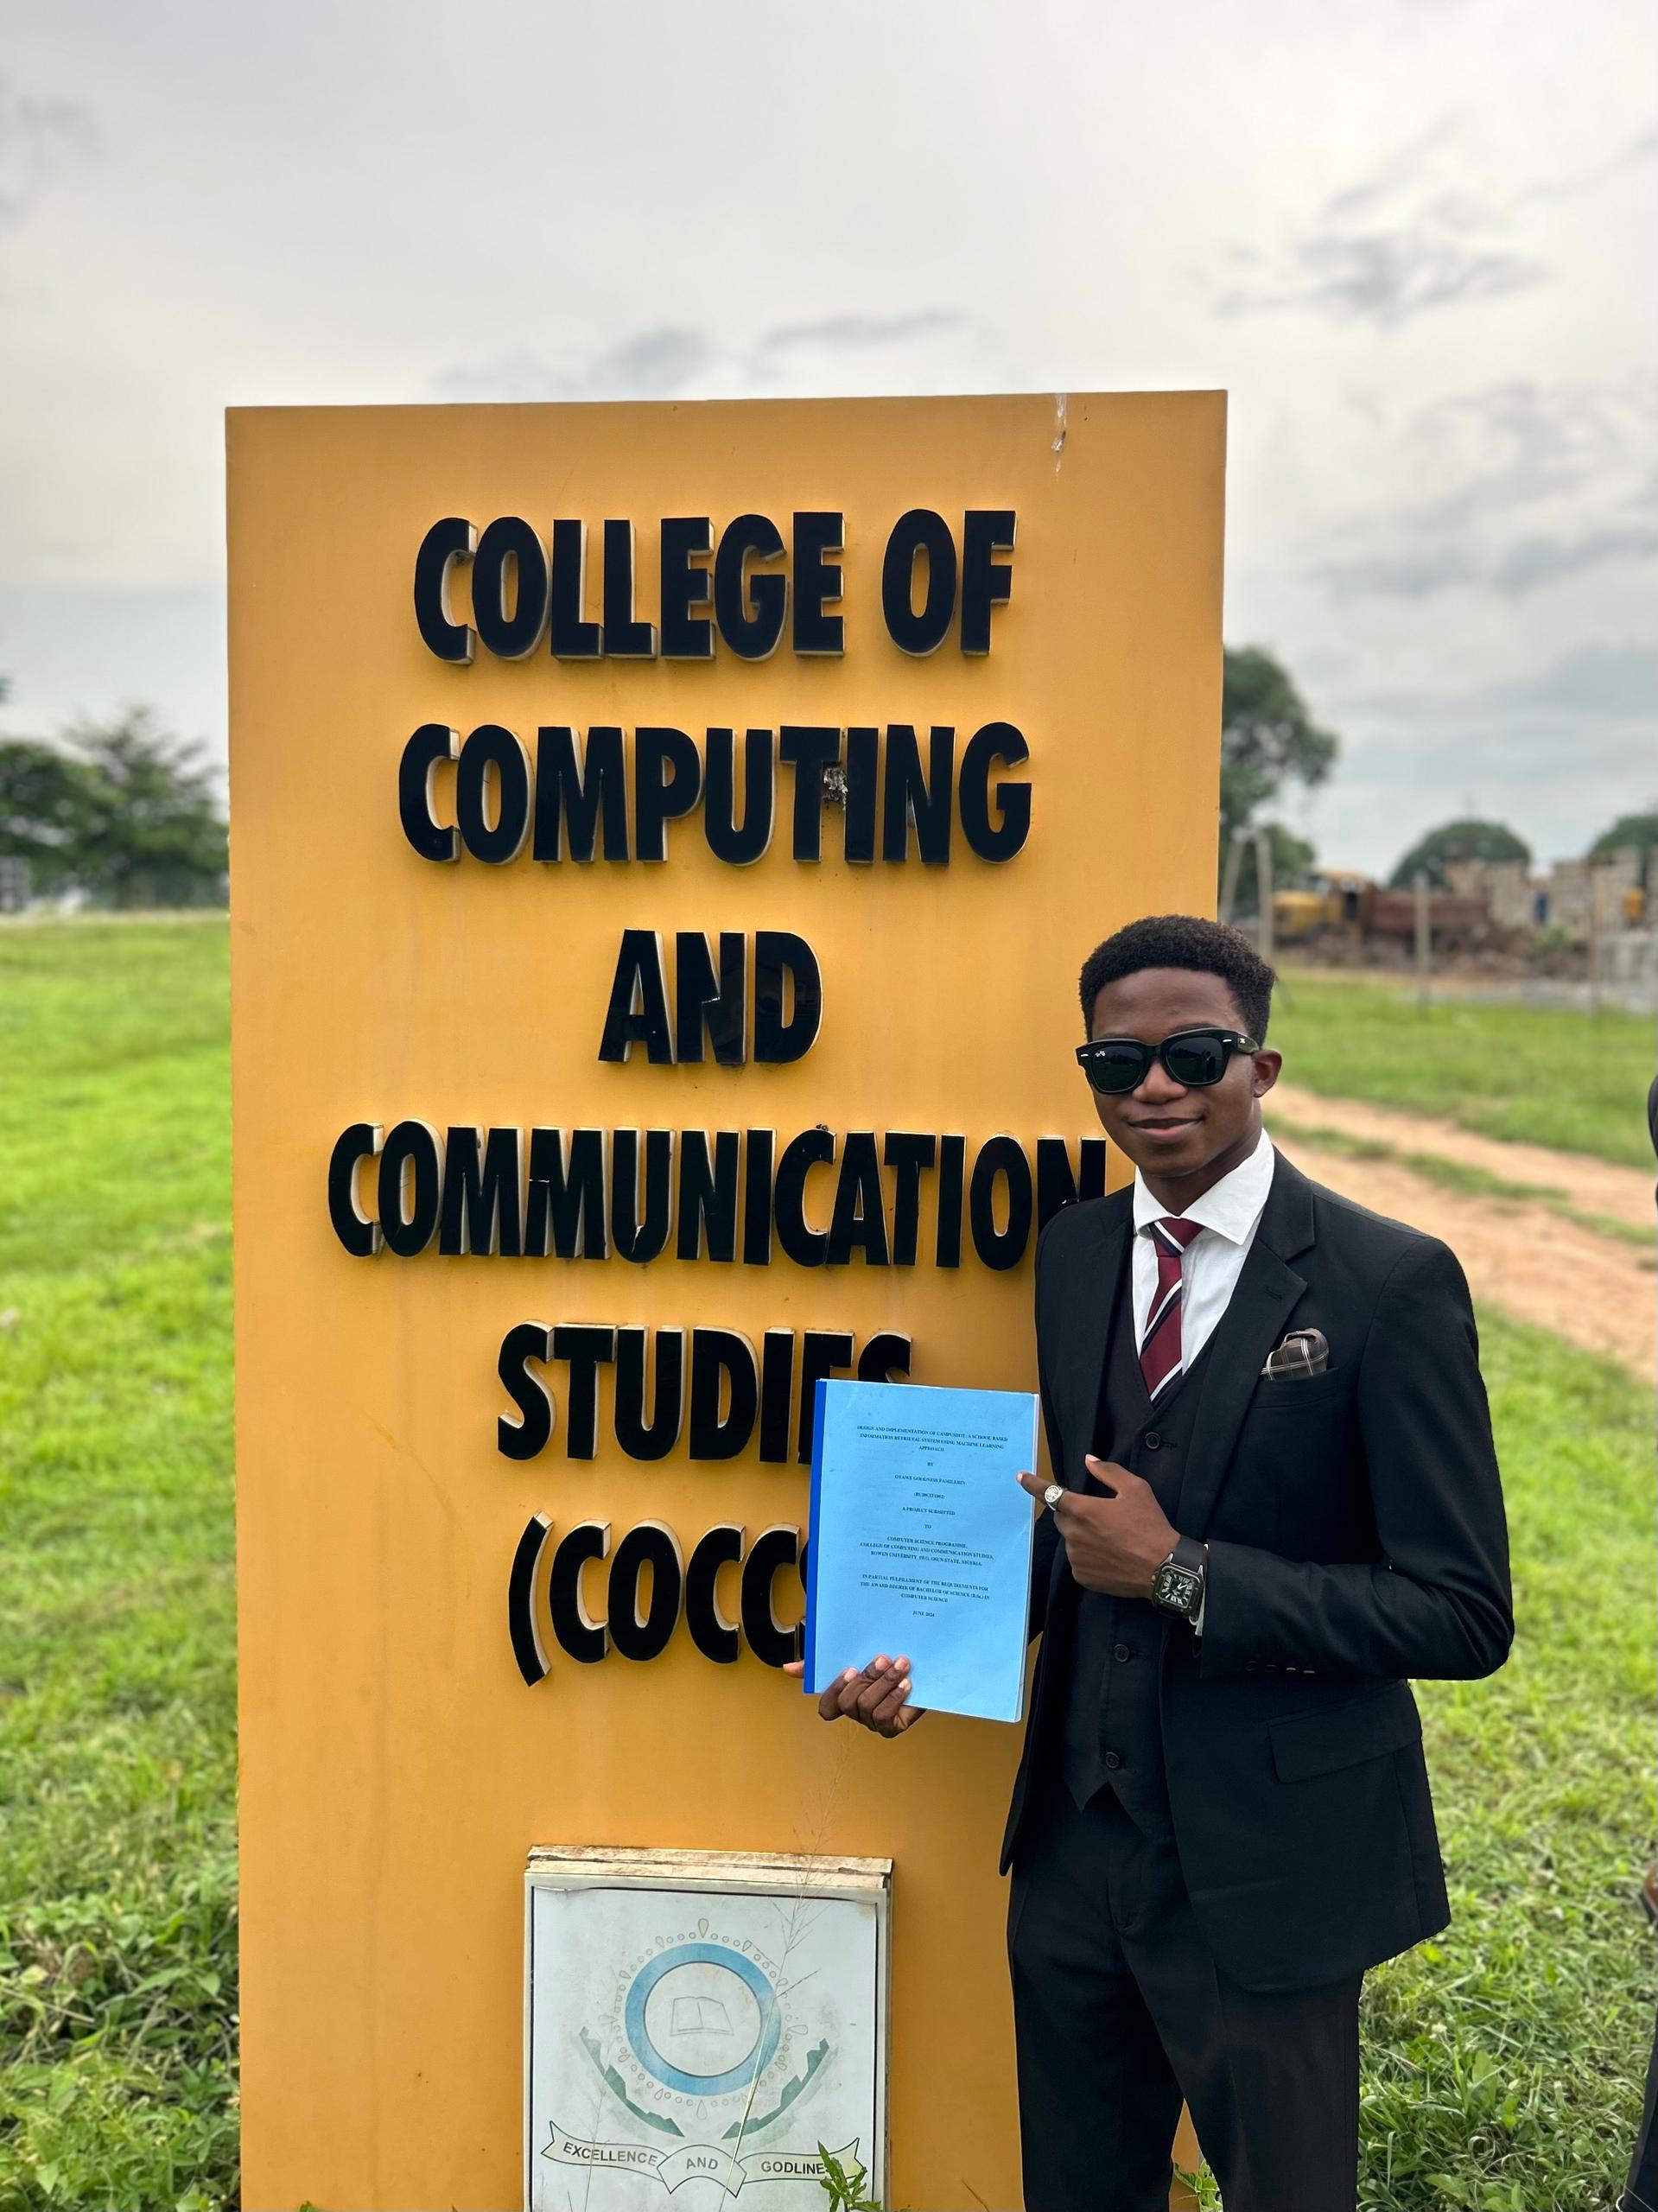 COLLEGE OF
COMPUTING
AND
COMMUNICATION
STUDIES
(COCC
DESIGN AND IMPLEMENTATION OF CAMPUSBOT: A SCHOOL BASED
INFORMATION RETRIEVAL SYSTEM USING MACHINE LEARNING
APPROACH
BY
A PROJECT SUBMITTED
TO
COMPUTER SCIENCE PROGRAMME,
COLLEGE OF COMPUTING AND COMMUNICATION STUDIES,
BOWEN UNIVERSITY, IWO, OSUN STATE, NIGERIA.
IN PARTIAL FULFILLMENT OF THE REQUIREMENTS FOR
THE AWARD DEGREE OF BACHELOR OF SCIENCE (B.Sc.) IN
COMPUTER SCIENCE
JUNE 2024
EXCELLENCE AND GODLINE